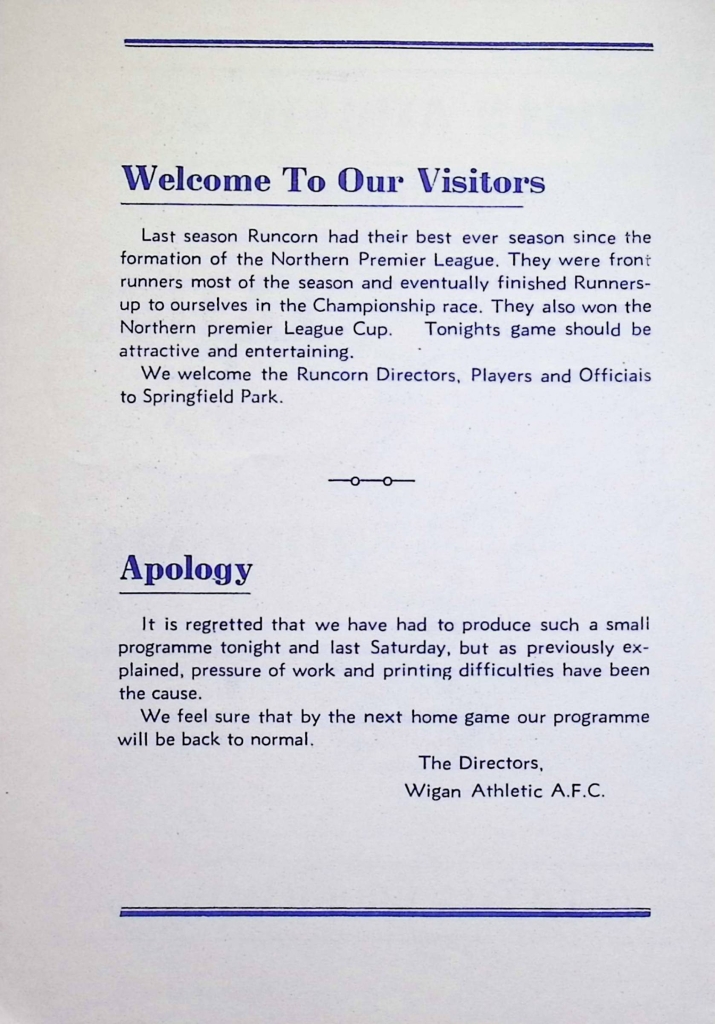 Welcome To Our Visitors
Last season Runcorn had their best ever season since the
formation of the Northern Premier League. They were front
runners most of the season and eventually finished Runners-
up to ourselves in the Championship race. They also won the
Northern premier League Cup. Tonights game should be
attractive and entertaining.
We welcome the Runcorn Directors, Players and Officials
to Springfield Park.
Apology
It is regretted that we have had to produce such a small
programme tonight and last Saturday, but as previously ex-
plained, pressure of work and printing difficulties have been
the cause.
We feel sure that by the next home game our programme
will be back to normal.
The Directors,
Wigan Athletic A.F.C.